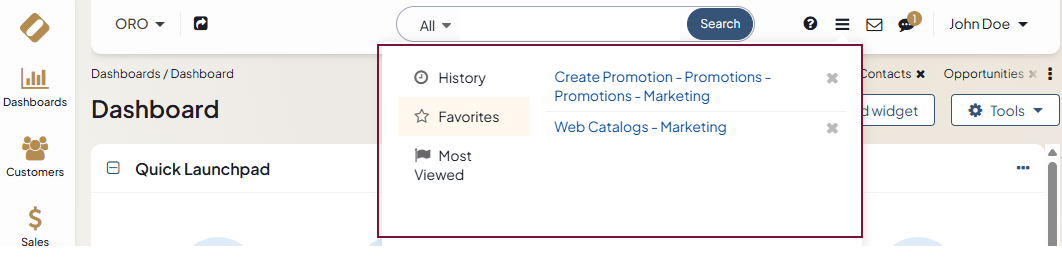 ORO
All
Search
1
John Doe
Dashboards
Customers
Sales
Dashboards / Dashboard
Contacts ×
Opportunities ×
Dashboard
d widget
Tools
History
Favorites
Most
Viewed
Create Promotion - Promotions -
Promotions - Marketing
Web Catalogs - Marketing
Quick Launchpad